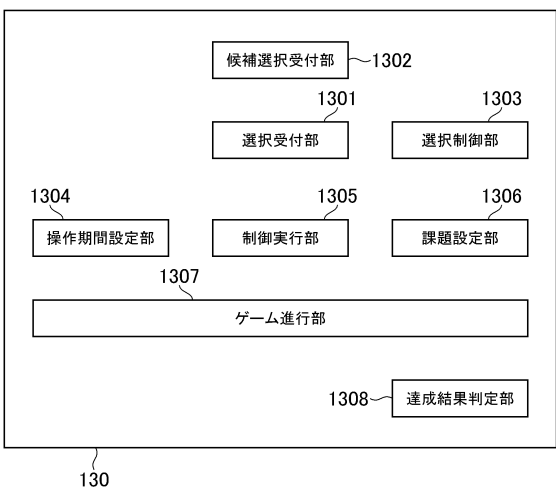 候補選択受付部
1302
1301
1303
選択受付部
選択制御部
1304
1305
1306
操作期間設定部
制御実行部
課題設定部
1307
ゲーム進行部
1308
達成結果判定部
130